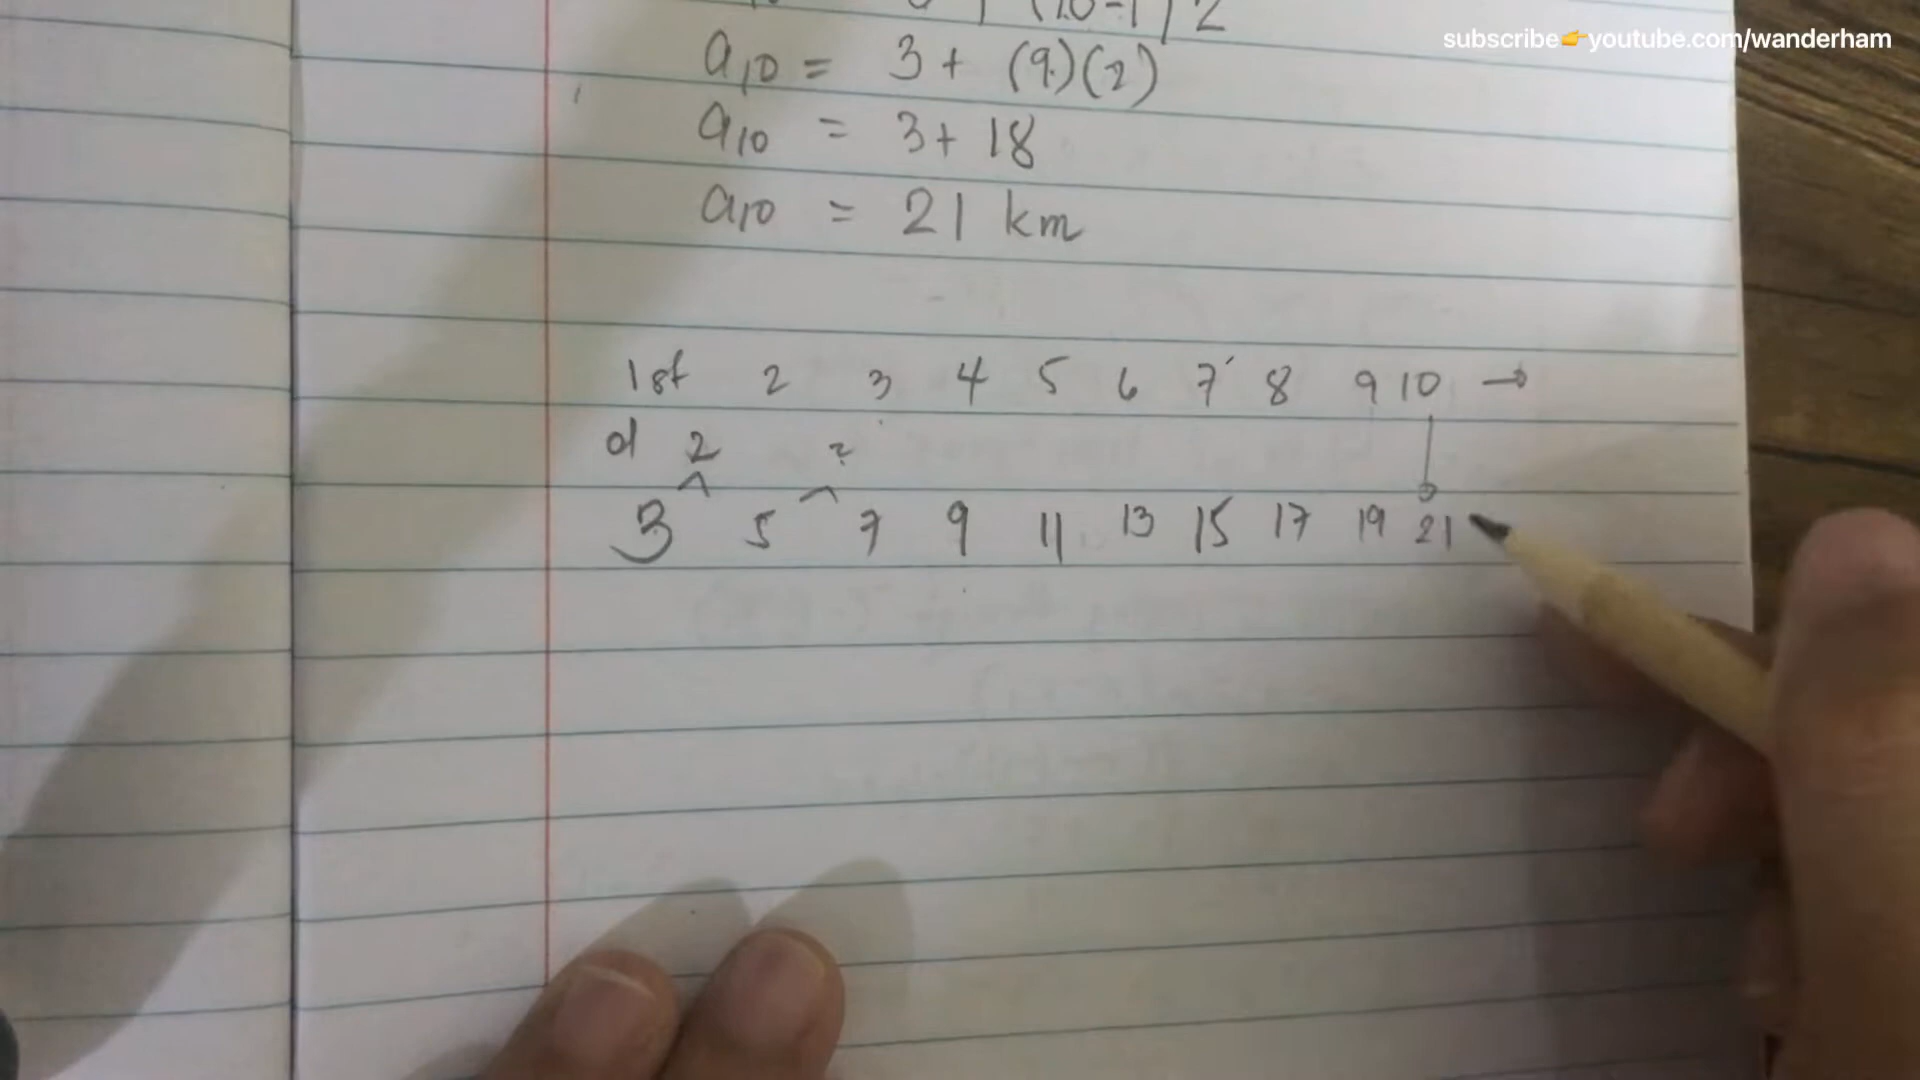 subscribe👉youtube.com/wanderham
a10 = 3 + (9)(2)
a10 = 3 + 18
a10 = 21 km
1st 2 3 4 5 6 7 8 9 10 →
d 2 2
3 5 7 9 11 13 15 17 19 21